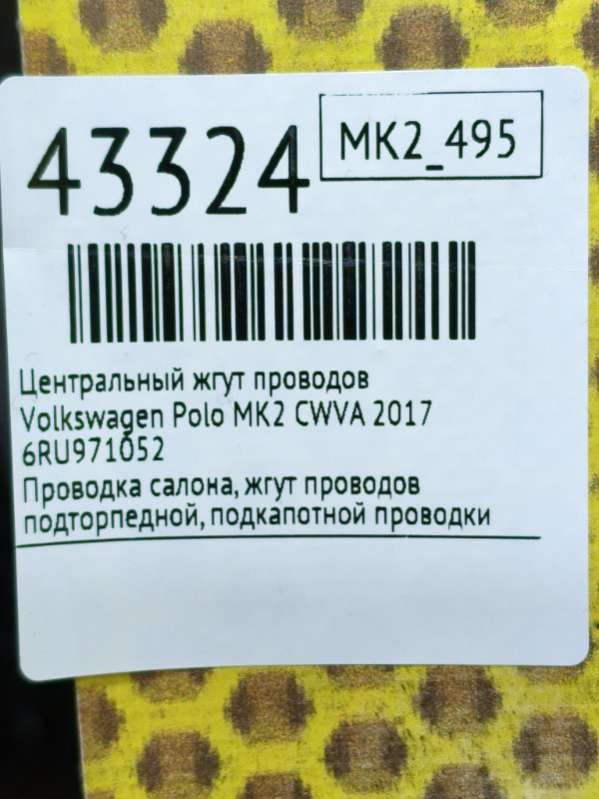 43324
MK2_495
Центральный жгут проводов
Volkswagen Polo MK2 CWVA 2017
6RU971052
Проводка салона, жгут проводов
подторпедной, подкапотной проводки